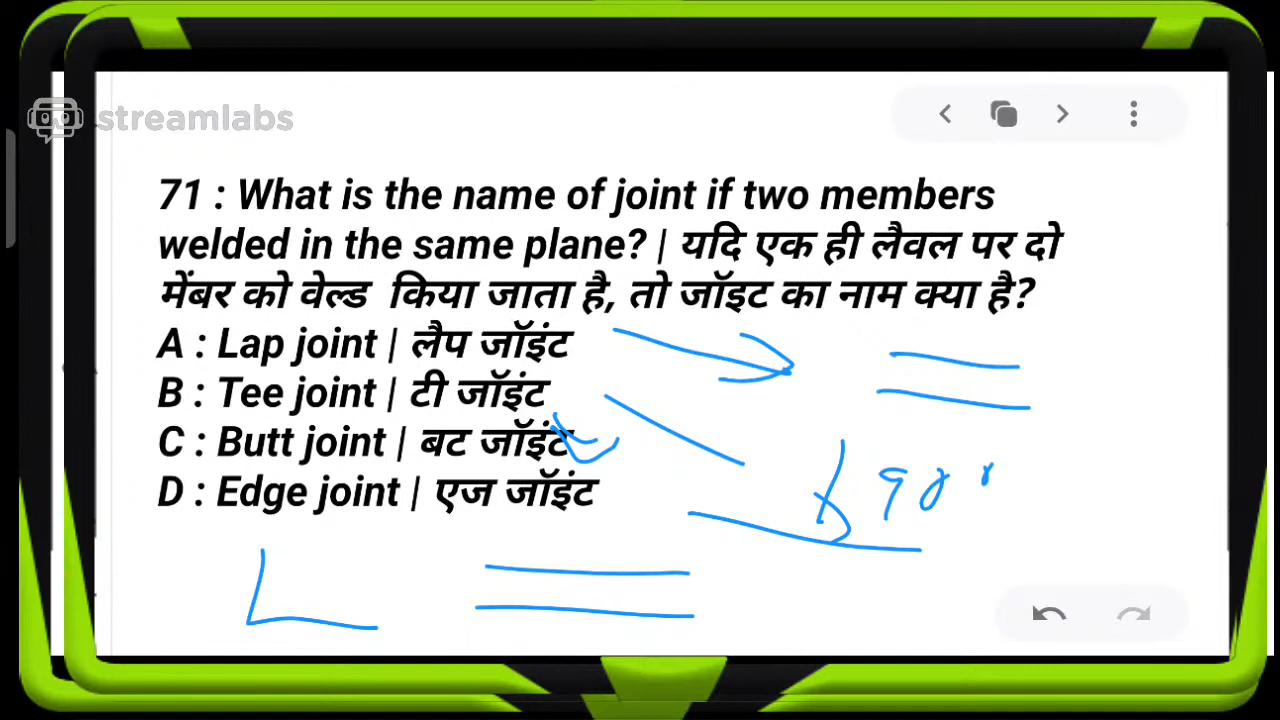 streamlabs
71 : What is the name of joint if two members
welded in the same plane? | यदि एक ही लैवल पर दो
मेंबर को वेल्ड किया जाता है, तो जॉइट का नाम क्या है?
A : Lap joint | लैप जॉइंट
B : Tee joint | टी जॉइंट
C : Butt joint | बट जॉइंट
D : Edge joint | एज जॉइंट
90°